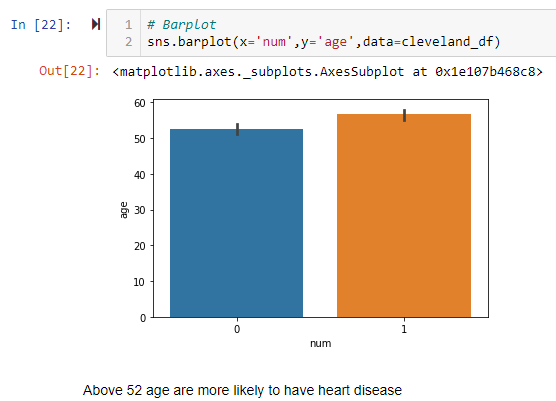 In [22]:
1 # Barplot
2 sns.barplot(x='num',y='age',data=cleveland_df)
Out[22]: <matplotlib.axes._subplots.AxesSubplot at 0x1e107b468c8>
60
50
40
30
20
10
0
age
0 1
num
Above 52 age are more likely to have heart disease